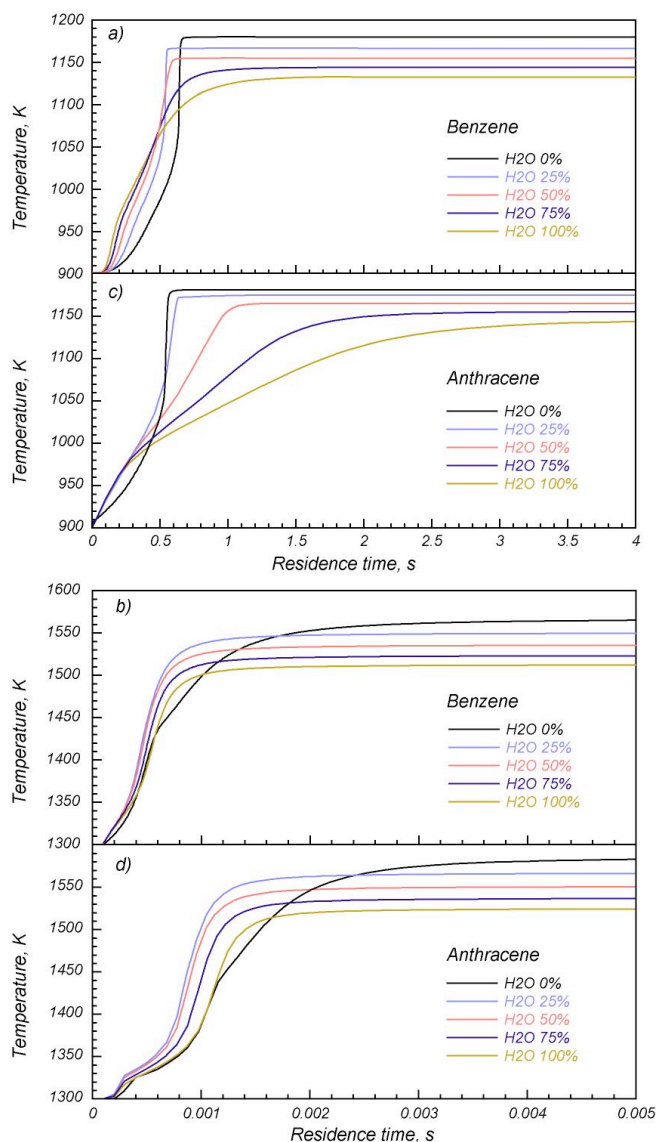 1200
a)
1150
1100
1050
1000
950
900
Temperature, K
Benzene
H2O 0%
H2O 25%
H2O 50%
H2O 75%
H2O 100%
c)
1150
1100
1050
1000
950
900
Temperature, K
Anthracene
H2O 0%
H2O 25%
H2O 50%
H2O 75%
H2O 100%
0 0.5 1 1.5 2 2.5 3 3.5 4
Residence time, s
1600
b)
1550
1500
1450
1400
1350
1300
Temperature, K
Benzene
H2O 0%
H2O 25%
H2O 50%
H2O 75%
H2O 100%
d)
1550
1500
1450
1400
1350
1300
Temperature, K
Anthracene
H2O 0%
H2O 25%
H2O 50%
H2O 75%
H2O 100%
0 0.001 0.002 0.003 0.004 0.005
Residence time, s